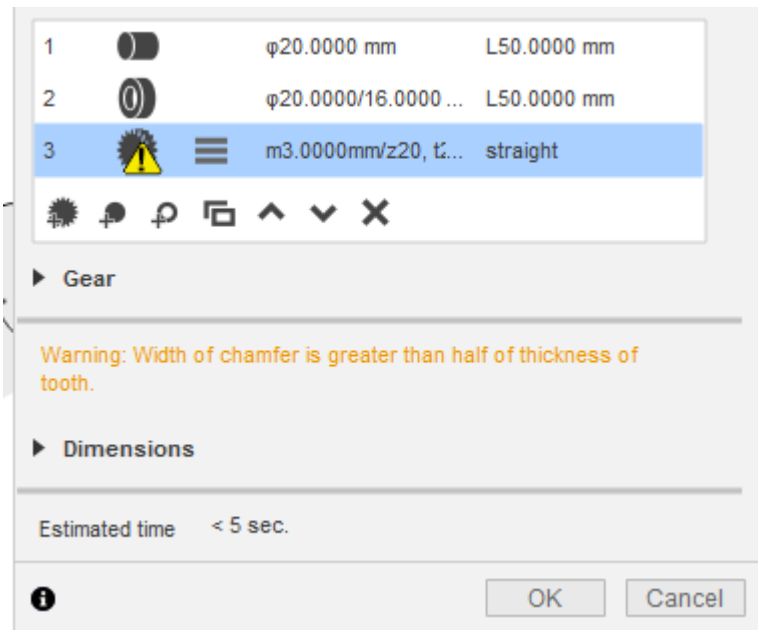 1 φ20.0000 mm L50.0000 mm
2 φ20.0000/16.0000 ... L50.0000 mm
3 m3.0000mm/z20, t2... straight
Gear
Warning: Width of chamfer is greater than half of thickness of
tooth.
Dimensions
Estimated time < 5 sec.
OK Cancel